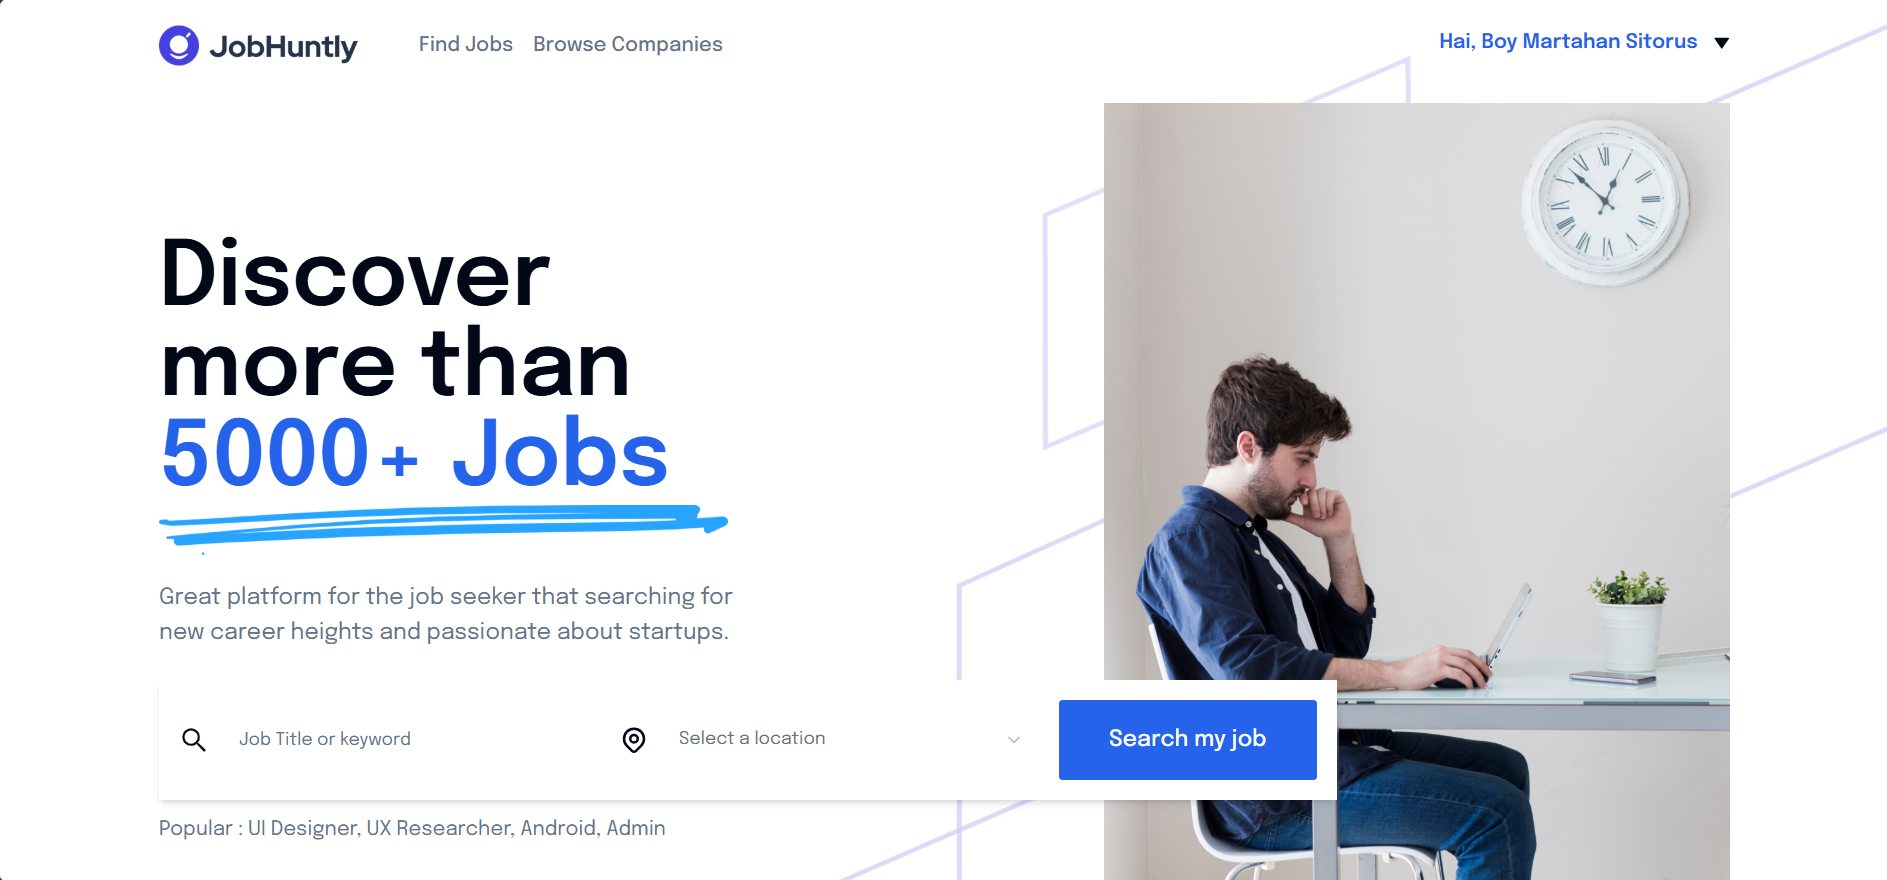 JobHuntly
Find Jobs
Browse Companies
Hai, Boy Martahan Sitorus
Discover
more than
5000+ Jobs
Great platform for the job seeker that searching for
new career heights and passionate about startups.
Job Title or keyword
Select a location
Search my job
Popular : UI Designer, UX Researcher, Android, Admin